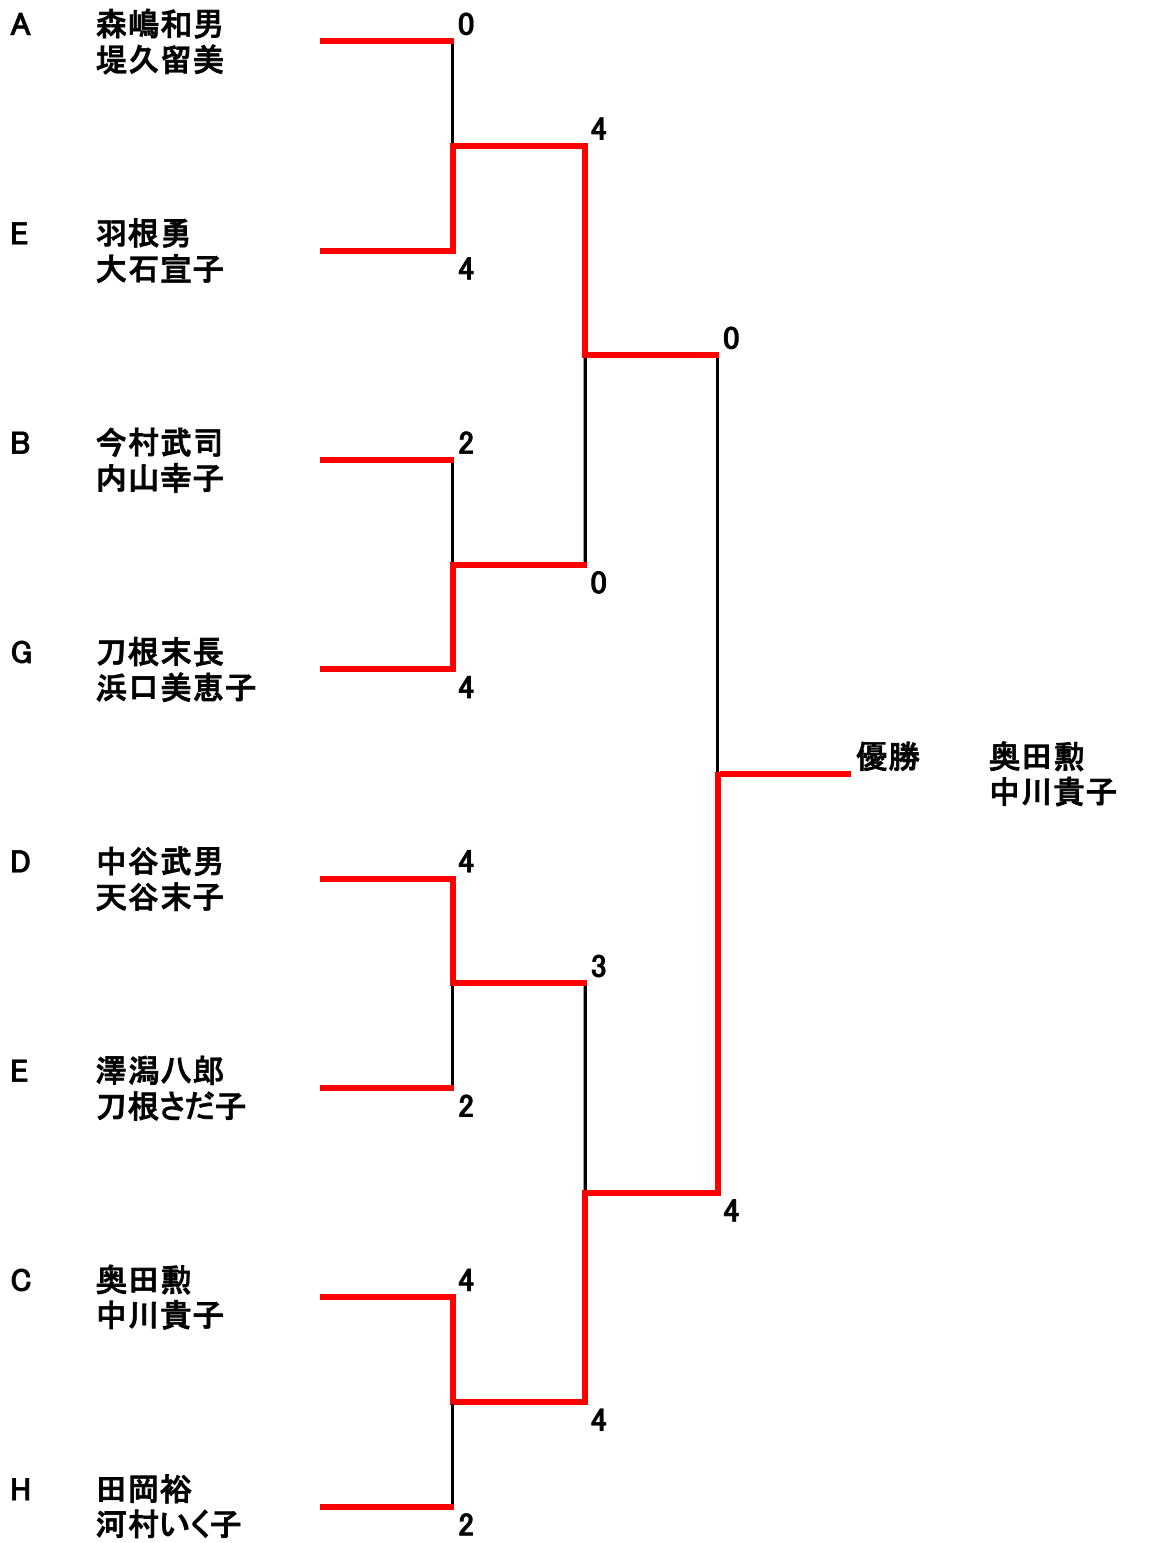 A 森嶋和男 0
堤久留美
4
E 羽根勇
大石宣子 4
0
B 今村武司 2
内山幸子
0
G 刀根末長
浜口美恵子 4
優勝 奥田勲
中川貴子
D 中谷武男 4
天谷末子
3
E 澤潟八郎
刀根さだ子 2
4
C 奥田勲 4
中川貴子
4
H 田岡裕
河村いく子 2